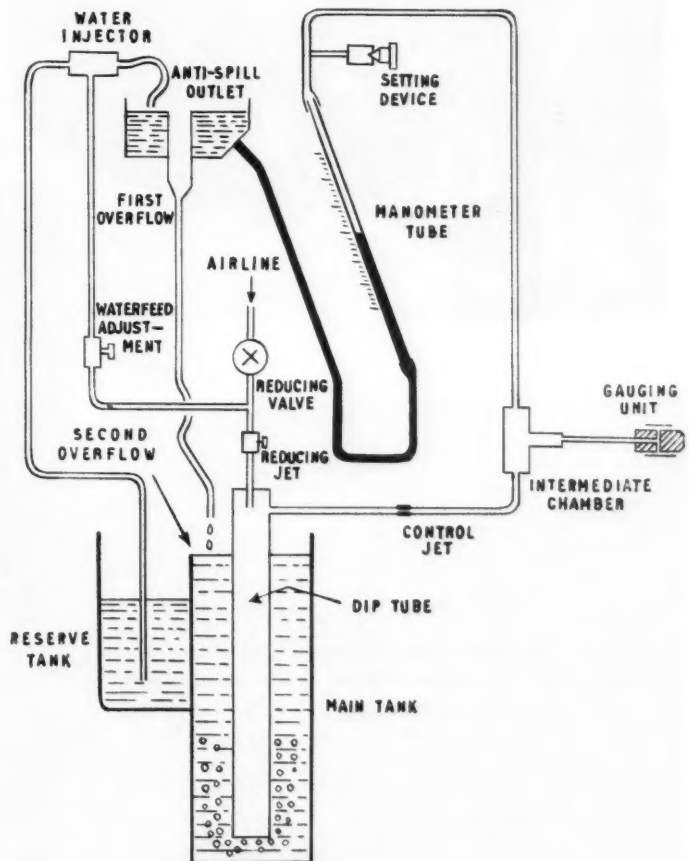 WATER
INJECTOR
ANTI-SPILL
OUTLET
SETTING
DEVICE
FIRST
OVERFLOW
MANOMETER
TUBE
AIRLINE
WATERFEED
ADJUST-
MENT
REDUCING
VALVE
GAUGING
UNIT
SECOND
OVERFLOW
REDUCING
JET
INTERMEDIATE
CHAMBER
CONTROL
JET
DIP TUBE
RESERVE
TANK
MAIN TANK